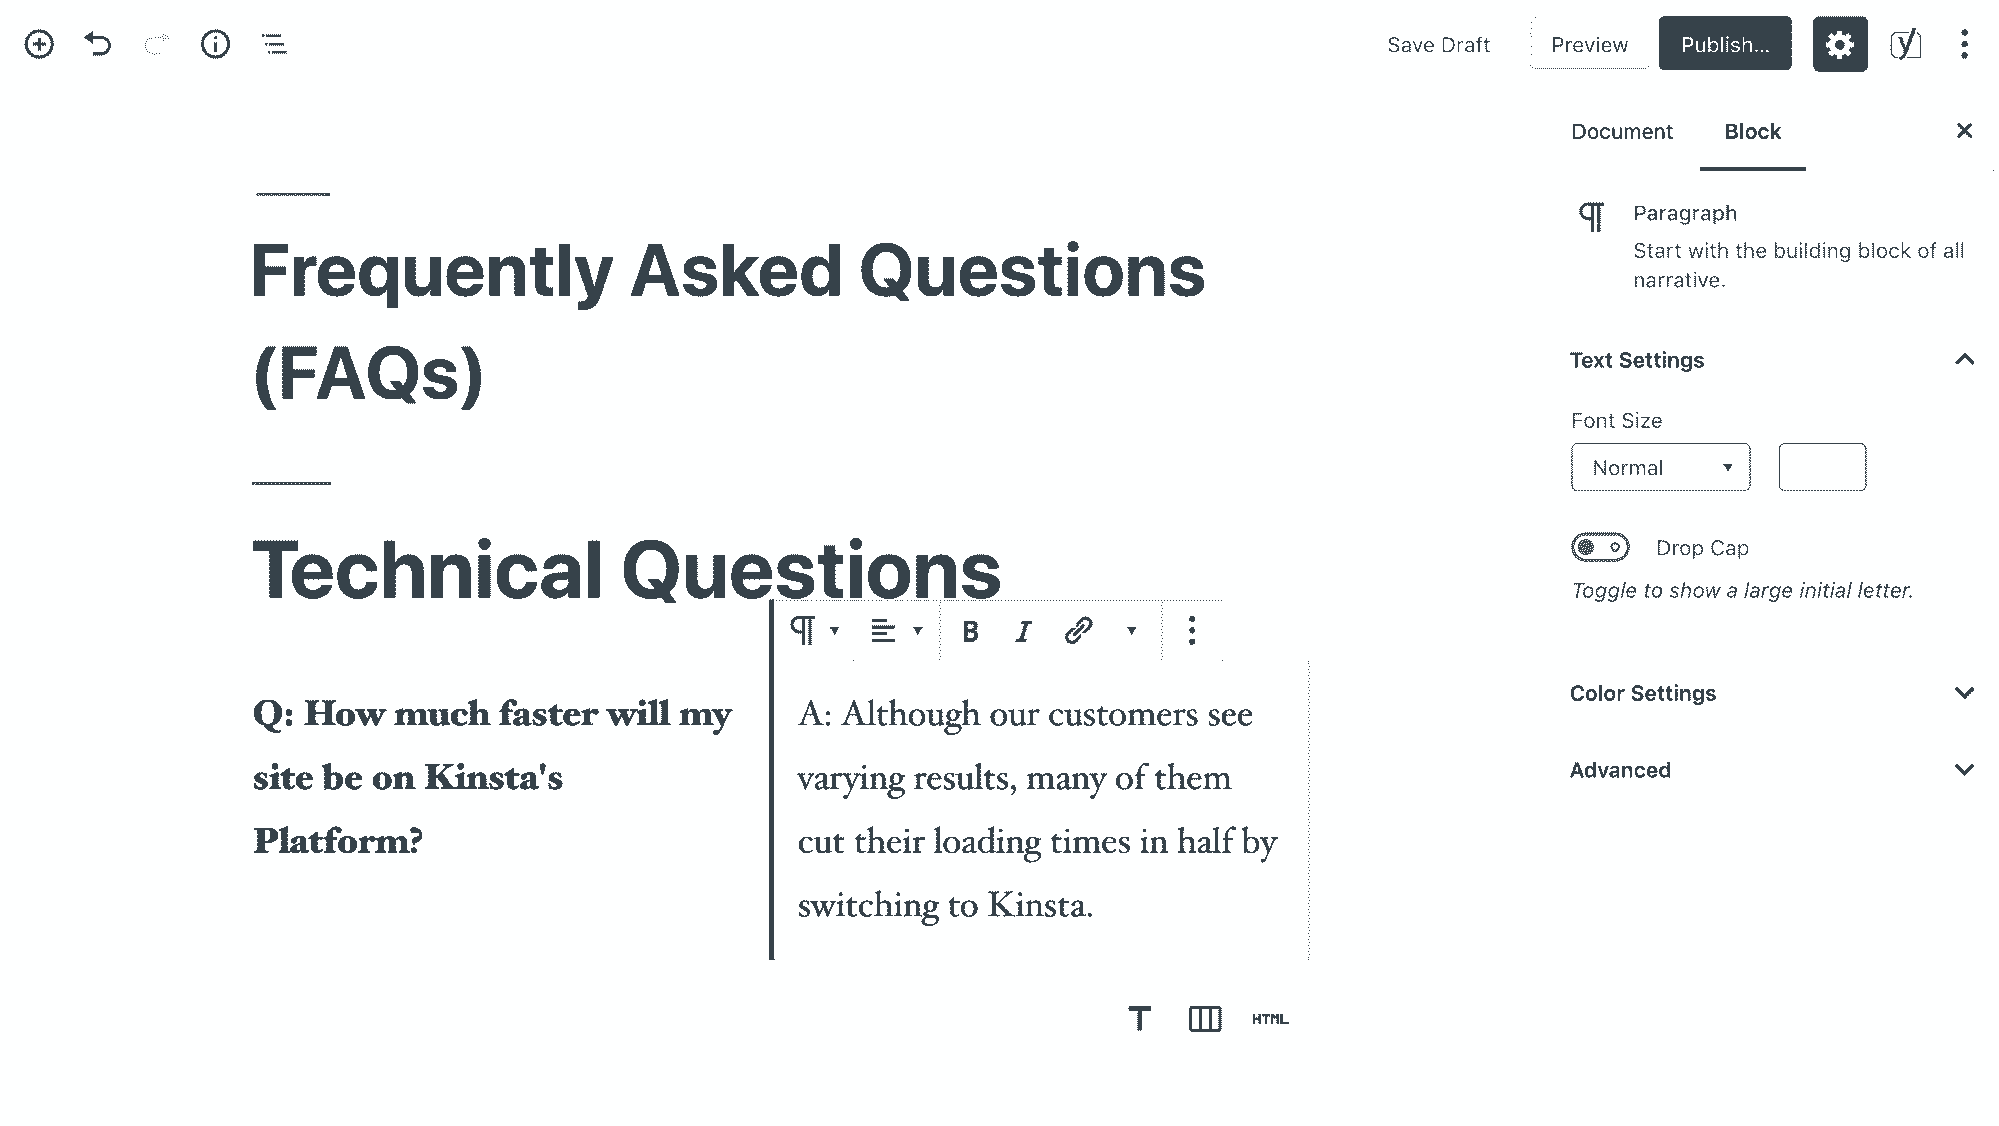 Save Draft
Preview
Publish...
Document
Block
Paragraph
Start with the building block of all
narrative.
Text Settings
Font Size
Normal
Drop Cap
Toggle to show a large initial letter.
Color Settings
Advanced
Frequently Asked Questions
(FAQs)
Technical Questions
B
I
Q: How much faster will my
site be on Kinsta's
Platform?
A: Although our customers see
varying results, many of them
cut their loading times in half by
switching to Kinsta.
T
HTML